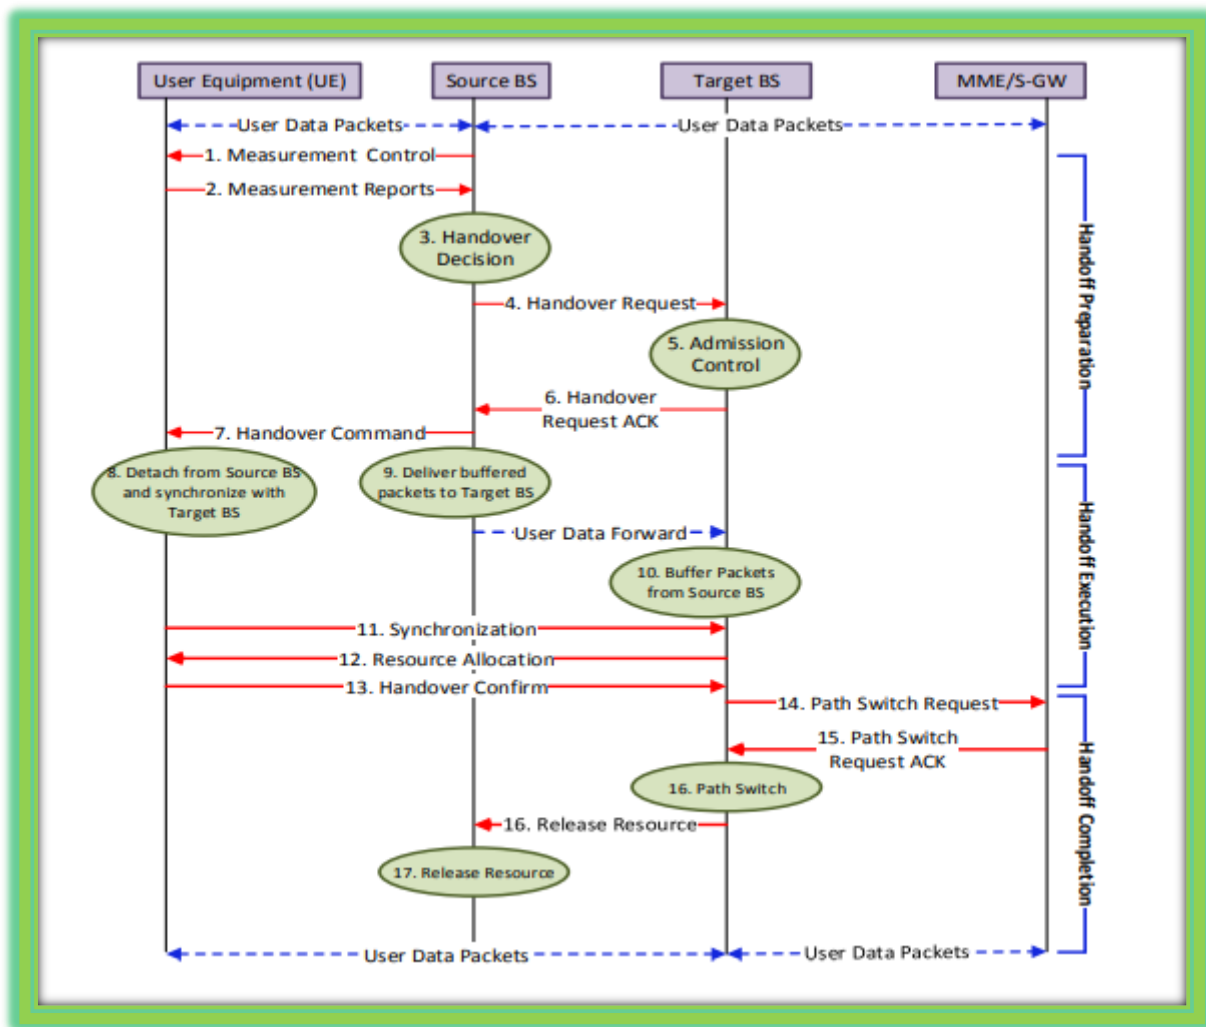 User Equipment (UE)
Source BS
Target BS
MME/S-GW
User Data Packets
User Data Packets
1. Measurement Control
2. Measurement Reports
3. Handover
Decision
4. Handover Request
5. Admission
Control
6. Handover
Request ACK
7. Handover Command
Handoff Preparation
8. Detach from Source BS
and synchronize with
Target BS
9. Deliver buffered
packets to Target BS
User Data Forward
10. Buffer Packets
from Source BS
11. Synchronization
12. Resource Allocation
13. Handover Confirm
Handoff Execution
14. Path Switch Request
15. Path Switch
Request ACK
16. Path Switch
16. Release Resource
17. Release Resource
Handoff Completion
User Data Packets
User Data Packets